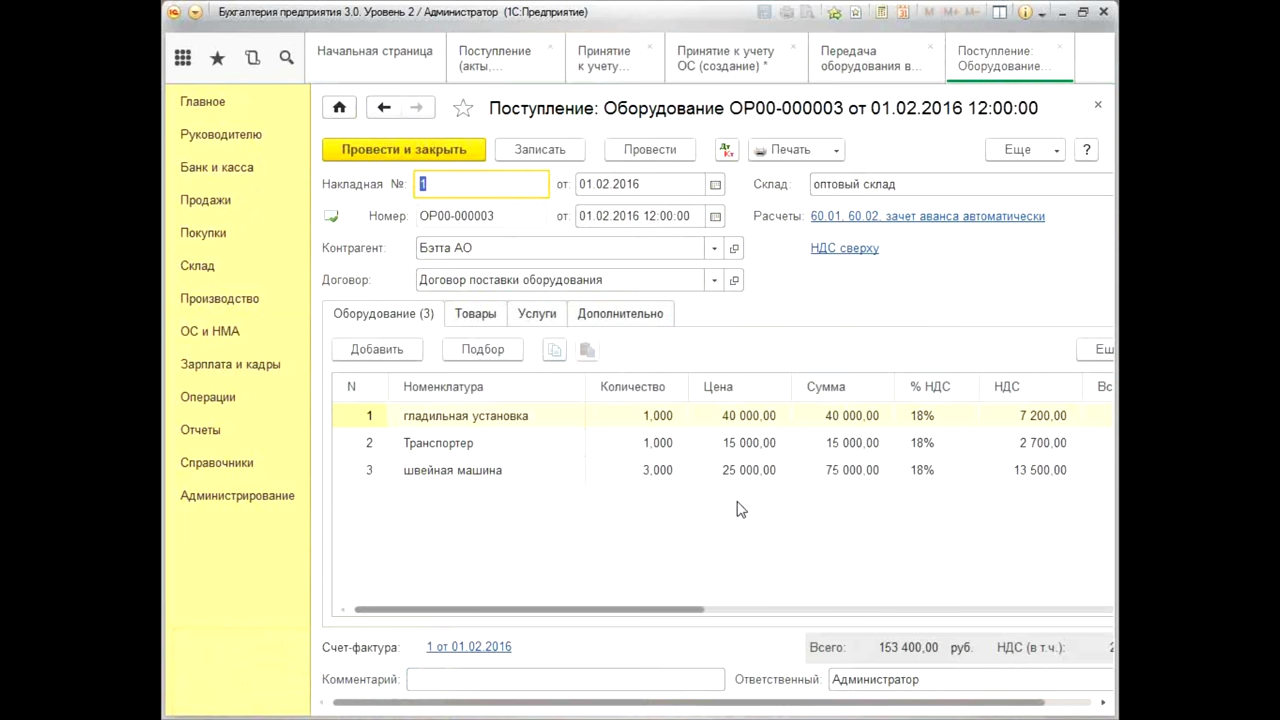 Бухгалтерия предприятия 3.0. Уровень 2 / Администратор (1С:Предприятие)
M M+ M-
Начальная страница
Поступление (акты,...
Принятие к учету...
Принятие к учету ОС (создание) *
Передача оборудования в...
Поступление: Оборудование...
Главное
Руководителю
Банк и касса
Продажи
Покупки
Склад
Производство
ОС и НМА
Зарплата и кадры
Операции
Отчеты
Справочники
Администрирование
Поступление: Оборудование ОР00-000003 от 01.02.2016 12:00:00
Провести и закрыть Записать Провести Дт Кт Печать Еще ?
Накладная №: 1 от: 01.02.2016 Склад: оптовый склад
Номер: ОР00-000003 от: 01.02.2016 12:00:00 Расчеты: 60.01, 60.02, зачет аванса автоматически
Контрагент: Бэтта АО НДС сверху
Договор: Договор поставки оборудования
Оборудование (3) Товары Услуги Дополнительно
Добавить Подбор Ещ
N Номенклатура Количество Цена Сумма % НДС НДС Вс
1 гладильная установка 1,000 40 000,00 40 000,00 18% 7 200,00
2 Транспортер 1,000 15 000,00 15 000,00 18% 2 700,00
3 швейная машина 3,000 25 000,00 75 000,00 18% 13 500,00
Счет-фактура: 1 от 01.02.2016 Всего: 153 400,00 руб. НДС (в т.ч.): 2
Комментарий: Ответственный: Администратор